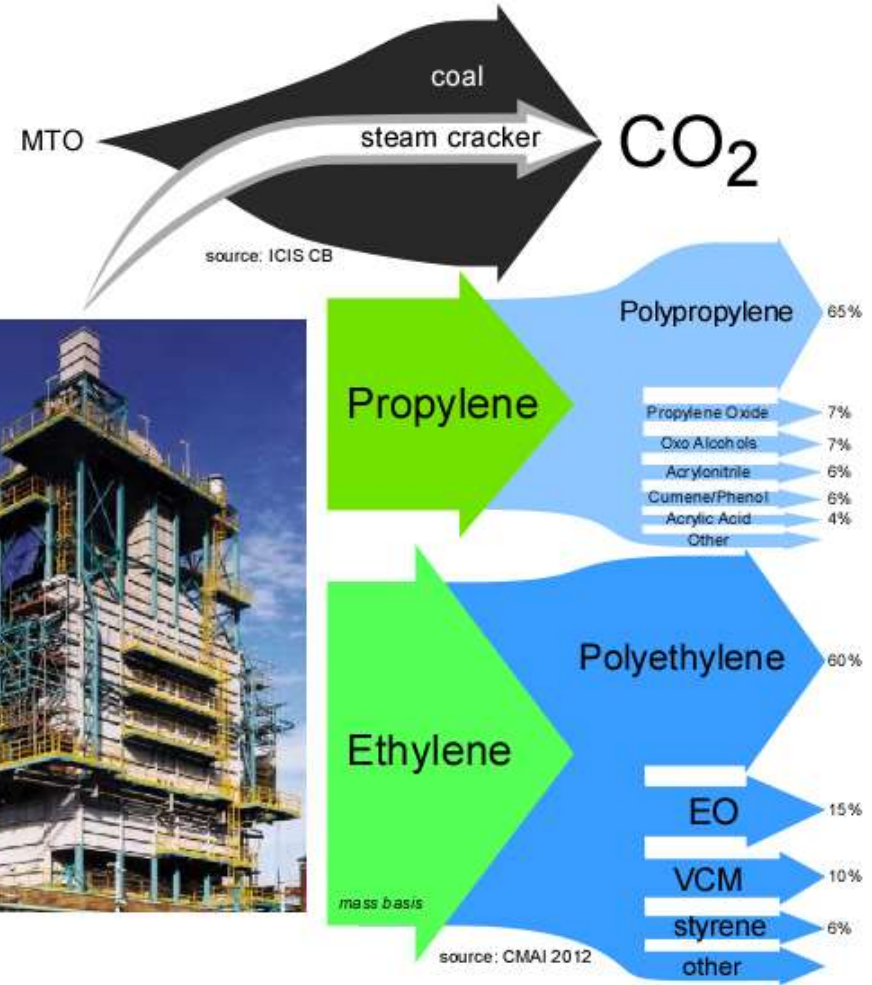 coal
MTO
steam cracker
CO₂
source: ICIS CB
Propylene
Polypropylene
65%
Propylene Oxide
7%
Oxo Alcohols
7%
Acrylonitrile
6%
Cumene/Phenol
6%
Acrylic Acid
4%
Other
Ethylene
Polyethylene
60%
EO
15%
VCM
10%
styrene
6%
other
mass basis
source: CMAI 2012